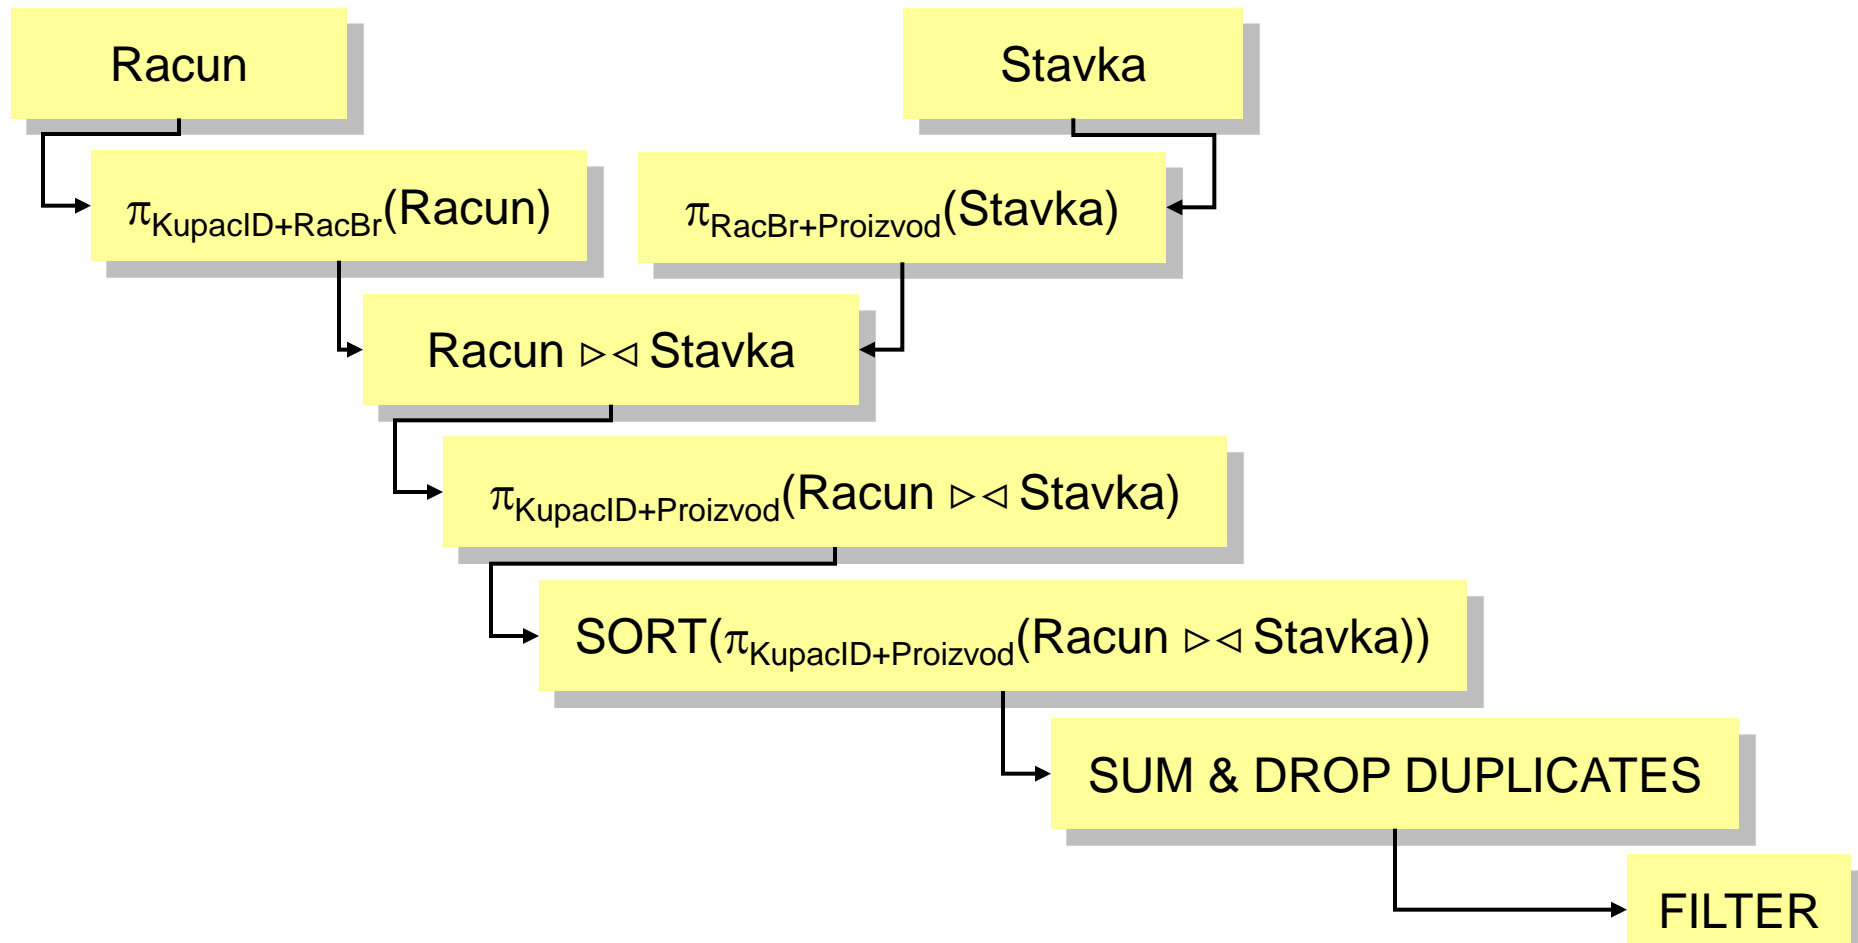 Racun
Stavka
πKupacID+RacBr(Racun)
πRacBr+Proizvod(Stavka)
Racun ▷◁ Stavka
πKupacID+Proizvod(Racun ▷◁ Stavka)
SORT(πKupacID+Proizvod(Racun ▷◁ Stavka))
SUM & DROP DUPLICATES
FILTER